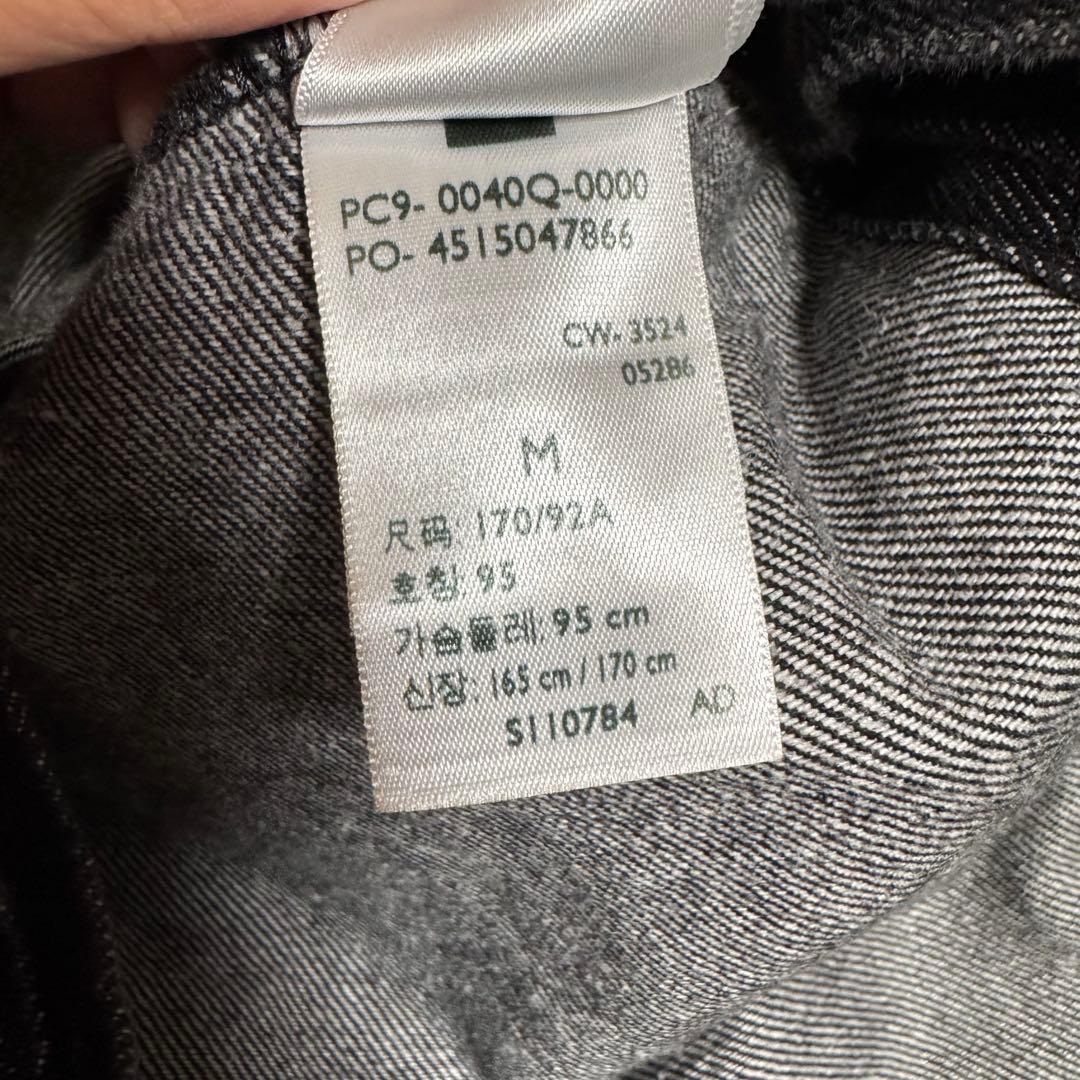 PC9- 0040Q-0000
PO- 4515047866
CW- 3524
05286
M
尺码: 170/92A
호칭: 95
가슴둘레: 95 cm
신장: 165 cm / 170 cm
S110784 AD